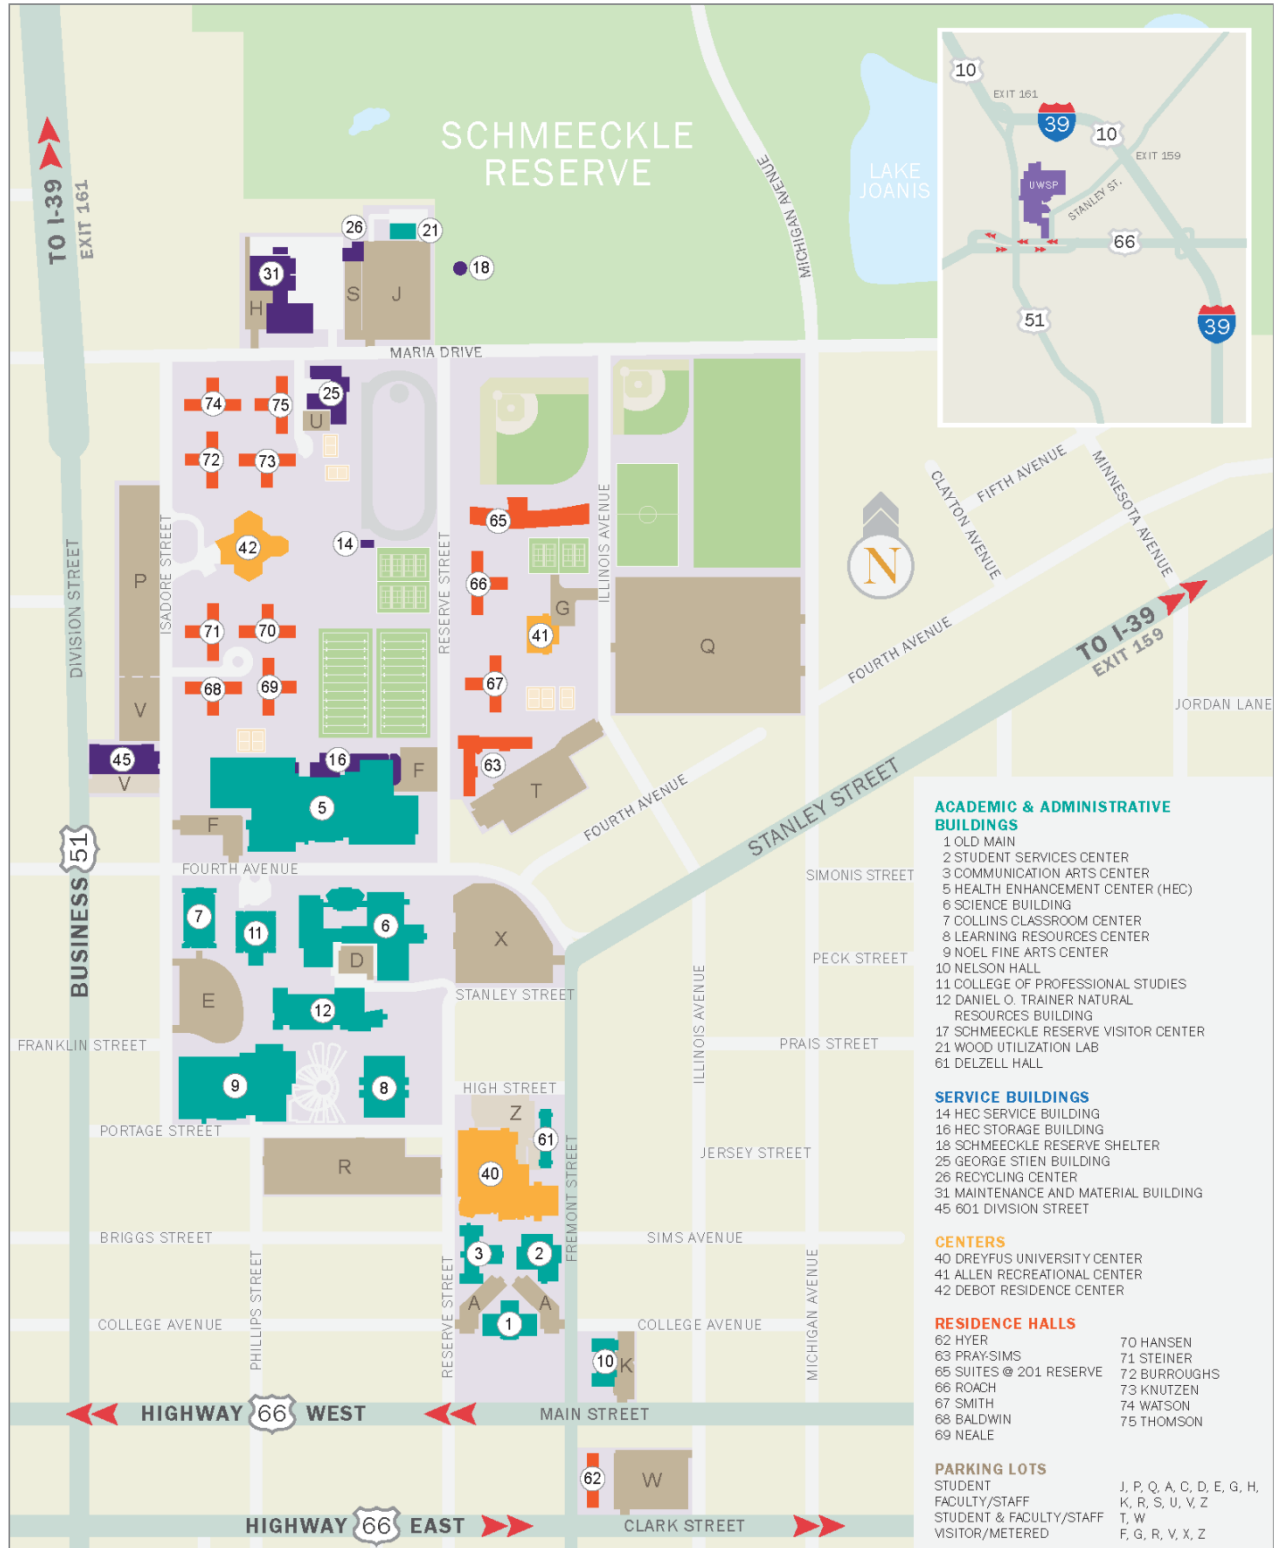 SCHMEECKLE
RESERVE
LAKE
JOANIS
MICHIGAN AVENUE
TO I-39
EXIT 161
10
EXIT 161
39
10
EXIT 159
UWSP
STANLEY ST.
66
51
39
26
21
18
31
H
S
J
MARIA DRIVE
74
75
25
U
72
73
65
42
14
66
G
41
P
71
70
68
69
67
Q
V
45
V
16
F
63
T
5
F
ISADORE STREET
DIVISION STREET
RESERVE STREET
ILLINOIS AVENUE
N
CLAYTON AVENUE
FIFTH AVENUE
MINNESOTA AVENUE
FOURTH AVENUE
TO I-39
EXIT 159
JORDAN LANE
FOURTH AVENUE
STANLEY STREET
BUSINESS 51
FOURTH AVENUE
SIMONIS STREET
7
11
6
D
X
E
12
PECK STREET
STANLEY STREET
FRANKLIN STREET
PRAIS STREET
ILLINOIS AVENUE
9
8
HIGH STREET
Z
61
PORTAGE STREET
R
40
JERSEY STREET
FREMONT STREET
BRIGGS STREET
SIMS AVENUE
3
2
A
A
1
PHILLIPS STREET
RESERVE STREET
MICHIGAN AVENUE
COLLEGE AVENUE
COLLEGE AVENUE
10
K
HIGHWAY 66 WEST
MAIN STREET
62
W
HIGHWAY 66 EAST
CLARK STREET
ACADEMIC & ADMINISTRATIVE
BUILDINGS
1 OLD MAIN
2 STUDENT SERVICES CENTER
3 COMMUNICATION ARTS CENTER
5 HEALTH ENHANCEMENT CENTER (HEC)
6 SCIENCE BUILDING
7 COLLINS CLASSROOM CENTER
8 LEARNING RESOURCES CENTER
9 NOEL FINE ARTS CENTER
10 NELSON HALL
11 COLLEGE OF PROFESSIONAL STUDIES
12 DANIEL O. TRAINER NATURAL
RESOURCES BUILDING
17 SCHMEECKLE RESERVE VISITOR CENTER
21 WOOD UTILIZATION LAB
61 DELZELL HALL
SERVICE BUILDINGS
14 HEC SERVICE BUILDING
16 HEC STORAGE BUILDING
18 SCHMEECKLE RESERVE SHELTER
25 GEORGE STIEN BUILDING
26 RECYCLING CENTER
31 MAINTENANCE AND MATERIAL BUILDING
45 601 DIVISION STREET
CENTERS
40 DREYFUS UNIVERSITY CENTER
41 ALLEN RECREATIONAL CENTER
42 DEBOT RESIDENCE CENTER
RESIDENCE HALLS
62 HYER
63 PRAY-SIMS
65 SUITES @ 201 RESERVE
66 ROACH
67 SMITH
68 BALDWIN
69 NEALE
70 HANSEN
71 STEINER
72 BURROUGHS
73 KNUTZEN
74 WATSON
75 THOMSON
PARKING LOTS
STUDENT J, P, Q, A, C, D, E, G, H,
FACULTY/STAFF K, R, S, U, V, Z
STUDENT & FACULTY/STAFF T, W
VISITOR/METERED F, G, R, V, X, Z